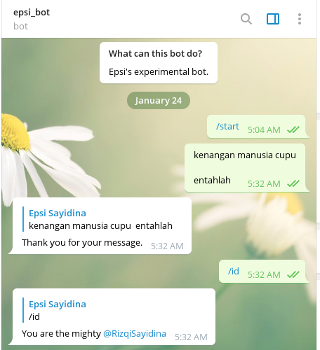 epsi_bot
bot
What can this bot do?
Epsi's experimental bot.
January 24
/start 5:04 AM
kenangan manusia cupu
entahlah 5:32 AM
Epsi Sayidina
kenangan manusia cupu entahlah
Thank you for your message. 5:32 AM
/id 5:32 AM
Epsi Sayidina
/id
You are the mighty @RizqiSayidina 5:32 AM